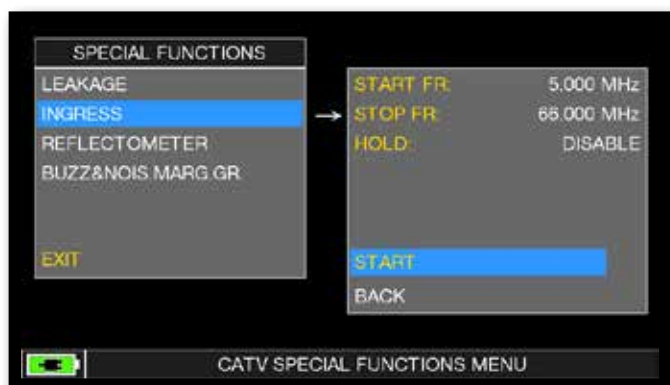 SPECIAL FUNCTIONS
LEAKAGE
INGRESS
REFLECTOMETER
BUZZ&NOIS.MARG.GR
EXIT
START FR: 5.000 MHz
STOP FR: 66.000 MHz
HOLD: DISABLE
START
BACK
CATV SPECIAL FUNCTIONS MENU